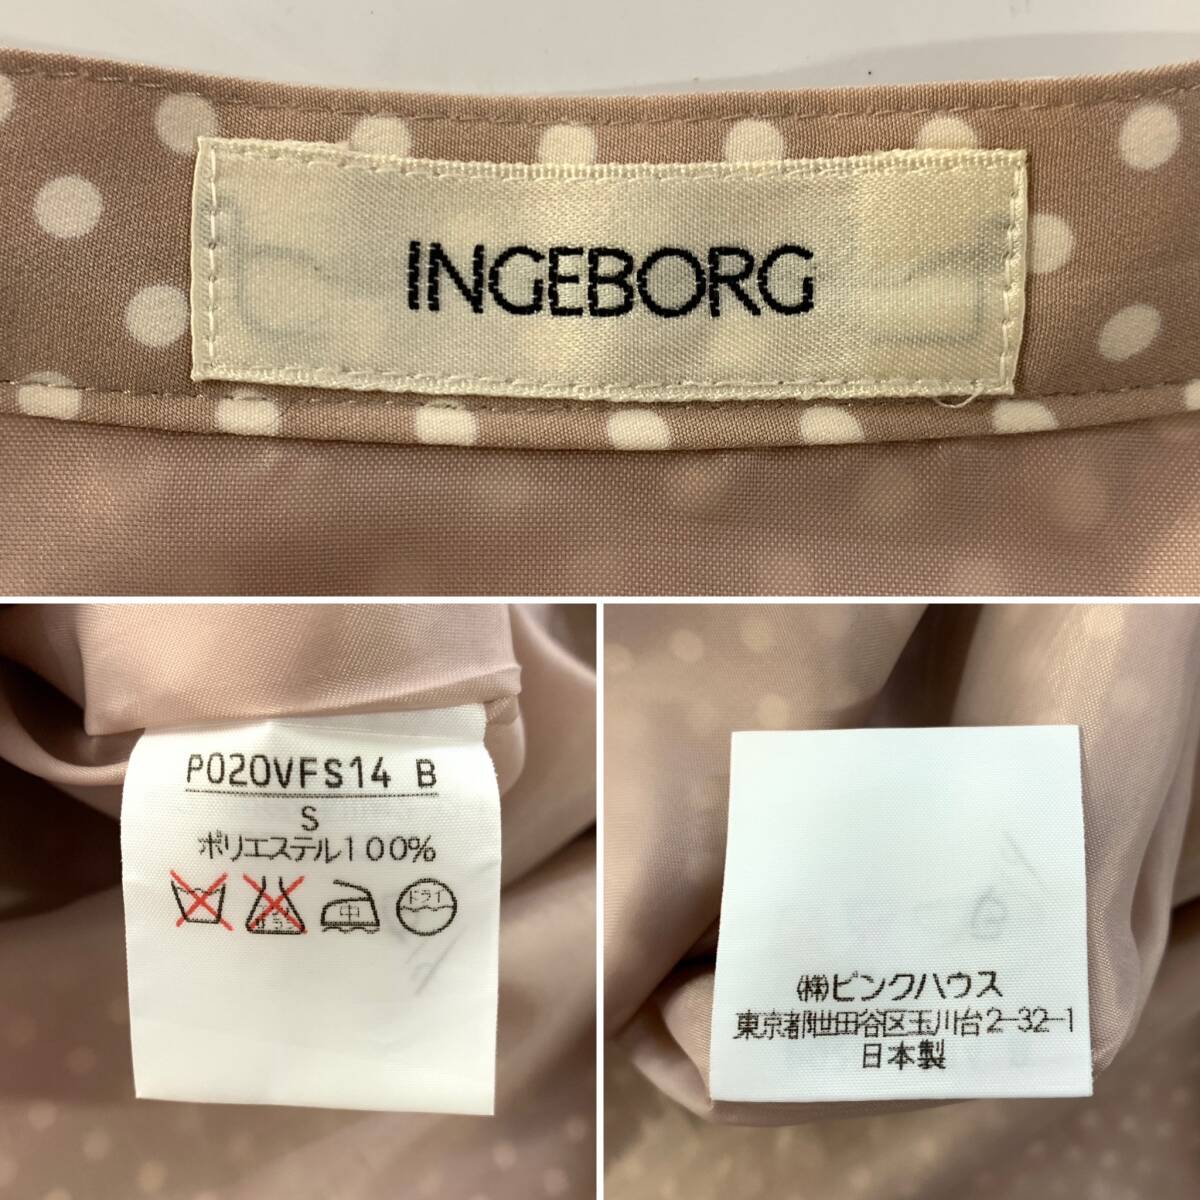 INGEBORG
P020VFS14 B
S
ポリエステル100%
中 ドライ
(株)ピンクハウス
東京都世田谷区玉川台2-32-1
日本製